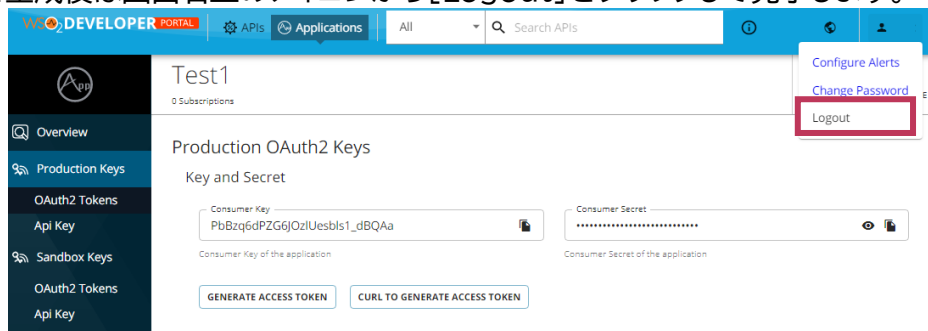 WSO2 DEVELOPER PORTAL APIs Applications All Search APIs
Configure Alerts
Change Password
Logout
App
Test1
0 Subscriptions
Overview
Production Keys
OAuth2 Tokens
Api Key
Sandbox Keys
OAuth2 Tokens
Api Key
Production OAuth2 Keys
Key and Secret
Consumer Key
PbBzq6dPZG6JOzlUesbls1_dBQAa
Consumer Key of the application
Consumer Secret
••••••••••••••••••••••••••••
Consumer Secret of the application
GENERATE ACCESS TOKEN CURL TO GENERATE ACCESS TOKEN